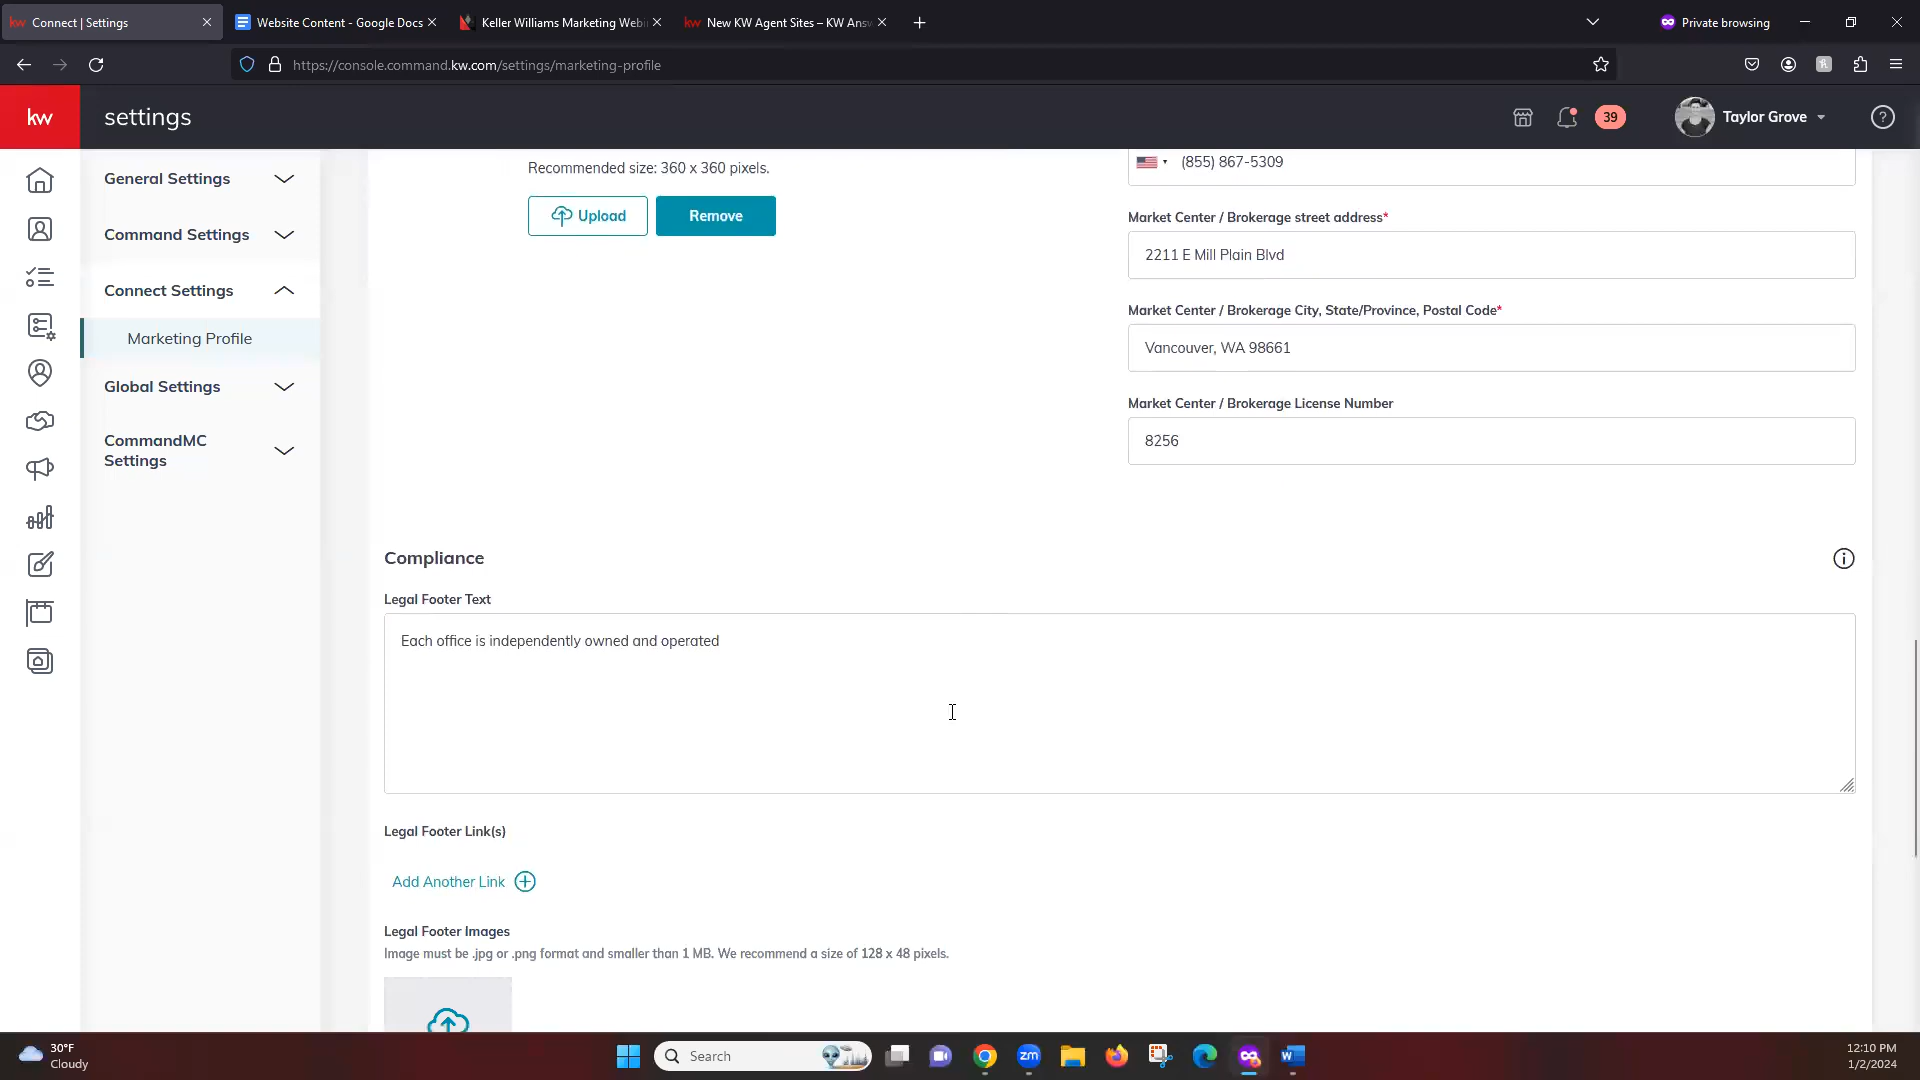 kw Connect | Settings
Website Content - Google Docs
Keller Williams Marketing Webi
kw New KW Agent Sites – KW Ans
Private browsing
https://console.command.kw.com/settings/marketing-profile
kw
settings
39
Taylor Grove
General Settings
Command Settings
Connect Settings
Marketing Profile
Global Settings
CommandMC
Settings
Recommended size: 360 x 360 pixels.
Upload
Remove
(855) 867-5309
Market Center / Brokerage street address*
2211 E Mill Plain Blvd
Market Center / Brokerage City, State/Province, Postal Code*
Vancouver, WA 98661
Market Center / Brokerage License Number
8256
Compliance
Legal Footer Text
Each office is independently owned and operated
Legal Footer Link(s)
Add Another Link
Legal Footer Images
Image must be .jpg or .png format and smaller than 1 MB. We recommend a size of 128 x 48 pixels.
30°F
Cloudy
Search
zm
12:10 PM
1/2/2024